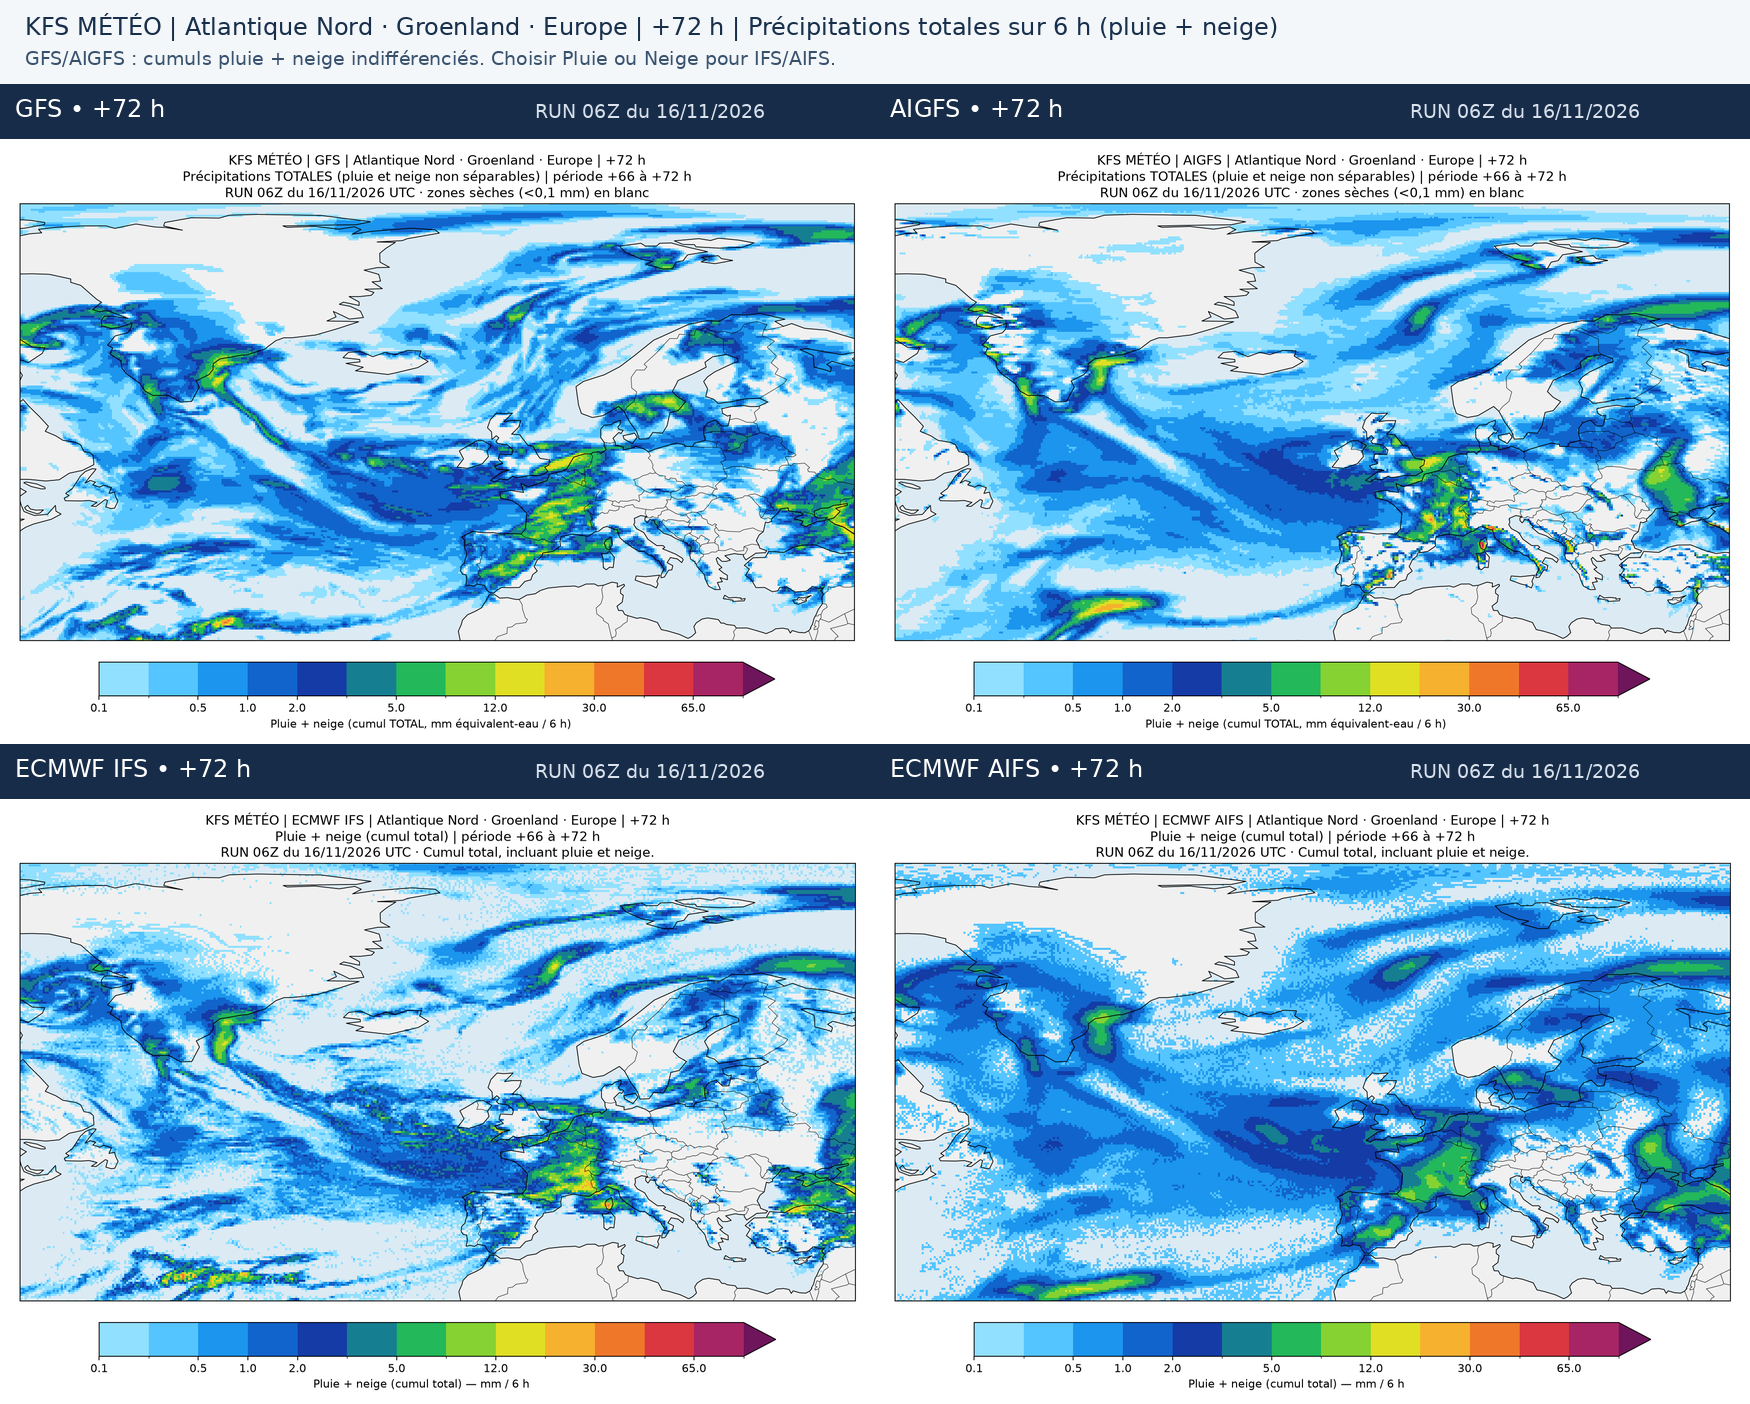 KFS MÉTÉO | Atlantique Nord · Groenland · Europe | +72 h | Précipitations totales sur 6 h (pluie + neige)
GFS/AIGFS : cumuls pluie + neige indifférenciés. Choisir Pluie ou Neige pour IFS/AIFS.
GFS • +72 h RUN 06Z du 16/11/2026
KFS MÉTÉO | GFS | Atlantique Nord · Groenland · Europe | +72 h
Précipitations TOTALES (pluie et neige non séparables) | période +66 à +72 h
RUN 06Z du 16/11/2026 UTC · zones sèches (<0,1 mm) en blanc
0.1 0.5 1.0 2.0 5.0 12.0 30.0 65.0
Pluie + neige (cumul TOTAL, mm équivalent-eau / 6 h)
AIGFS • +72 h RUN 06Z du 16/11/2026
KFS MÉTÉO | AIGFS | Atlantique Nord · Groenland · Europe | +72 h
Précipitations TOTALES (pluie et neige non séparables) | période +66 à +72 h
RUN 06Z du 16/11/2026 UTC · zones sèches (<0,1 mm) en blanc
0.1 0.5 1.0 2.0 5.0 12.0 30.0 65.0
Pluie + neige (cumul TOTAL, mm équivalent-eau / 6 h)
ECMWF IFS • +72 h RUN 06Z du 16/11/2026
KFS MÉTÉO | ECMWF IFS | Atlantique Nord · Groenland · Europe | +72 h
Pluie + neige (cumul total) | période +66 à +72 h
RUN 06Z du 16/11/2026 UTC · Cumul total, incluant pluie et neige.
0.1 0.5 1.0 2.0 5.0 12.0 30.0 65.0
Pluie + neige (cumul total) — mm / 6 h
ECMWF AIFS • +72 h RUN 06Z du 16/11/2026
KFS MÉTÉO | ECMWF AIFS | Atlantique Nord · Groenland · Europe | +72 h
Pluie + neige (cumul total) | période +66 à +72 h
RUN 06Z du 16/11/2026 UTC · Cumul total, incluant pluie et neige.
0.1 0.5 1.0 2.0 5.0 12.0 30.0 65.0
Pluie + neige (cumul total) — mm / 6 h